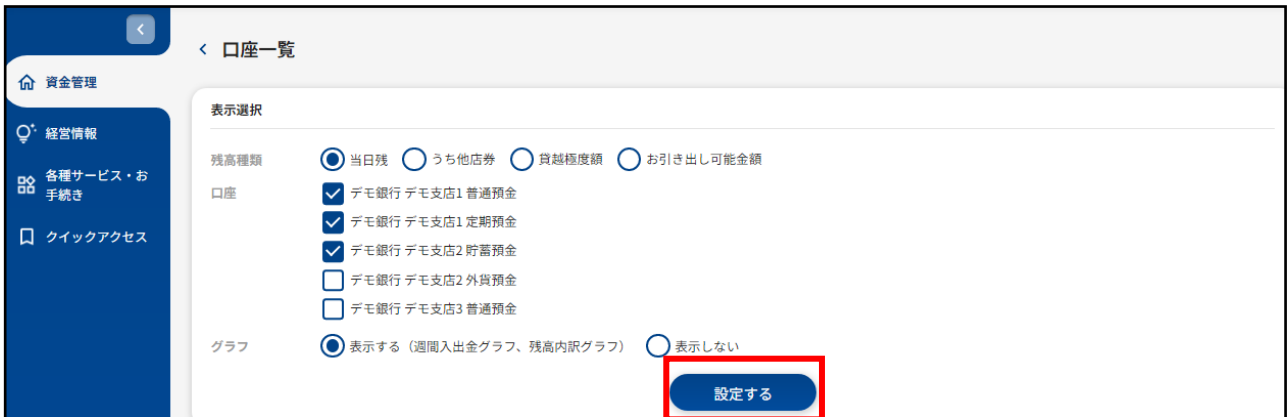 口座一覧
資金管理
経営情報
各種サービス・お
手続き
クイックアクセス
表示選択
残高種類 当日残 うち他店券 貸越極度額 お引き出し可能金額
口座 デモ銀行 デモ支店1 普通預金
デモ銀行 デモ支店1 定期預金
デモ銀行 デモ支店2 貯蓄預金
デモ銀行 デモ支店2 外貨預金
デモ銀行 デモ支店3 普通預金
グラフ 表示する（週間入出金グラフ、残高内訳グラフ） 表示しない
設定する